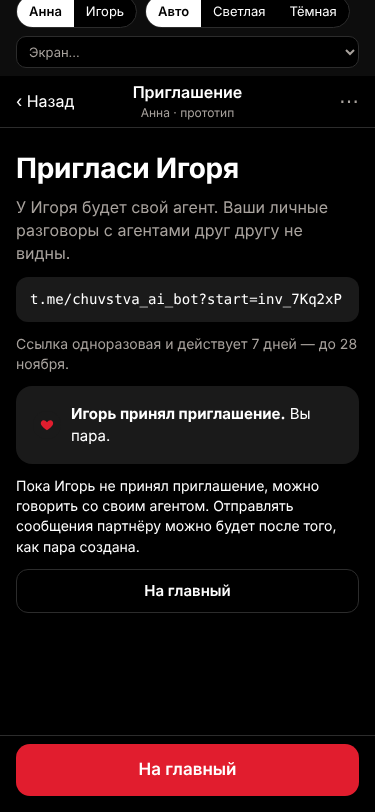 Анна Игорь Авто Светлая Тёмная
Экран...
‹ Назад Приглашение ...
Анна · прототип
Пригласи Игоря
У Игоря будет свой агент. Ваши личные
разговоры с агентами друг другу не
видны.
t.me/chuvstva_ai_bot?start=inv_7Kq2xP
Ссылка одноразовая и действует 7 дней — до 28
ноября.
Игорь принял приглашение. Вы
пара.
Пока Игорь не принял приглашение, можно
говорить со своим агентом. Отправлять
сообщения партнёру можно будет после того,
как пара создана.
На главный
На главный